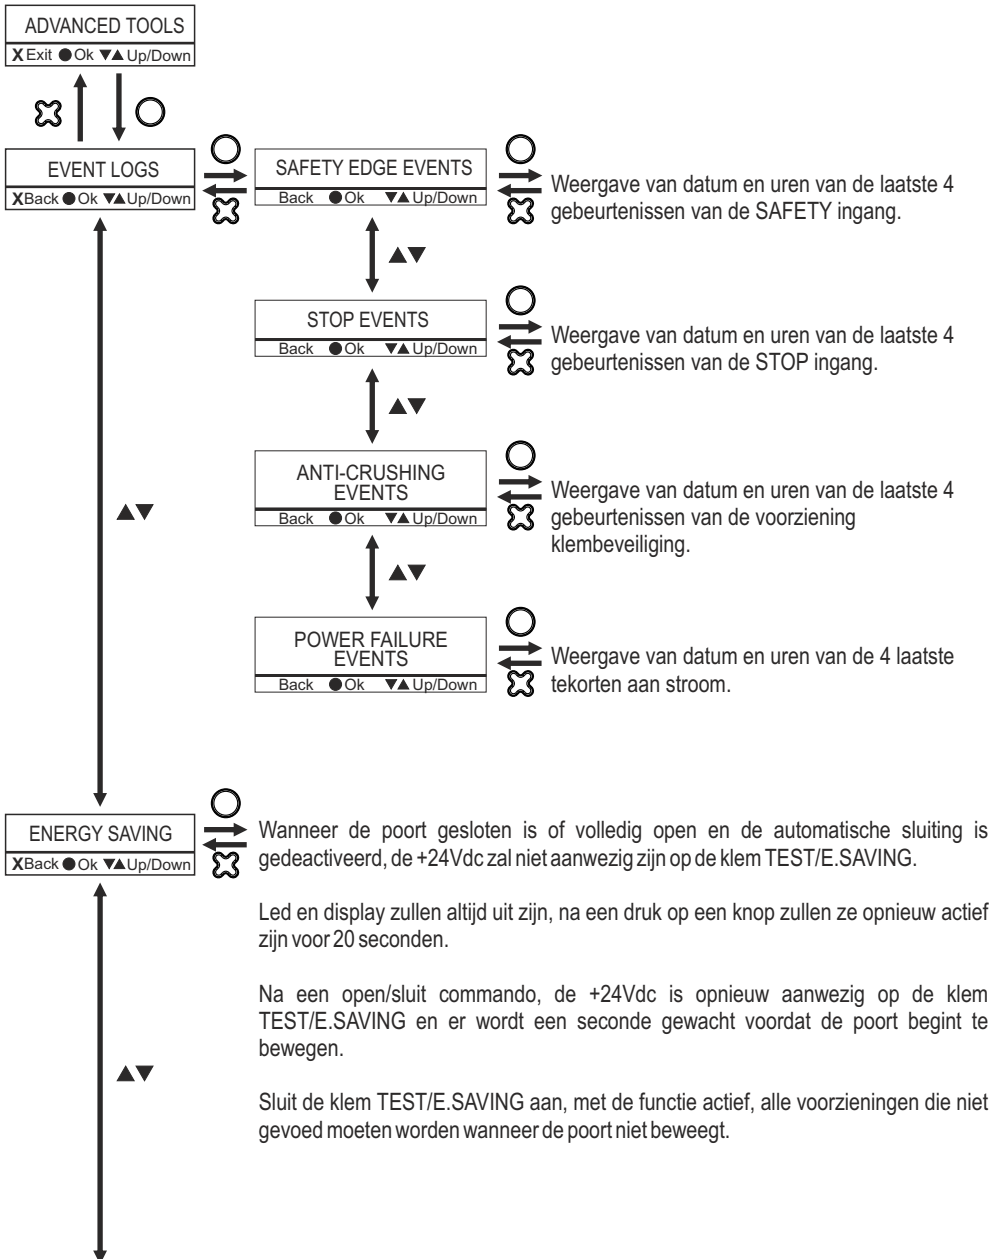 ADVANCED TOOLS
X Exit ●Ok ▼▲ Up/Down
EVENT LOGS
XBack ●Ok ▼▲Up/Down
SAFETY EDGE EVENTS
Back ●Ok ▼▲Up/Down
Weergave van datum en uren van de laatste 4
gebeurtenissen van de SAFETY ingang.
▲▼
STOP EVENTS
Back ●Ok ▼▲Up/Down
Weergave van datum en uren van de laatste 4
gebeurtenissen van de STOP ingang.
▲▼
ANTI-CRUSHING
EVENTS
Back ●Ok ▼▲Up/Down
Weergave van datum en uren van de laatste 4
gebeurtenissen van de voorziening
klembeveiliging.
▲▼
▲▼
POWER FAILURE
EVENTS
Back ●Ok ▼▲Up/Down
Weergave van datum en uren van de 4 laatste
tekorten aan stroom.
ENERGY SAVING
XBack ●Ok ▼▲Up/Down
Wanneer de poort gesloten is of volledig open en de automatische sluiting is
gedeactiveerd, de +24Vdc zal niet aanwezig zijn op de klem TEST/E.SAVING.
Led en display zullen altijd uit zijn, na een druk op een knop zullen ze opnieuw actief
zijn voor 20 seconden.
Na een open/sluit commando, de +24Vdc is opnieuw aanwezig op de klem
TEST/E.SAVING en er wordt een seconde gewacht voordat de poort begint te
bewegen.
▲▼
Sluit de klem TEST/E.SAVING aan, met de functie actief, alle voorzieningen die niet
gevoed moeten worden wanneer de poort niet beweegt.